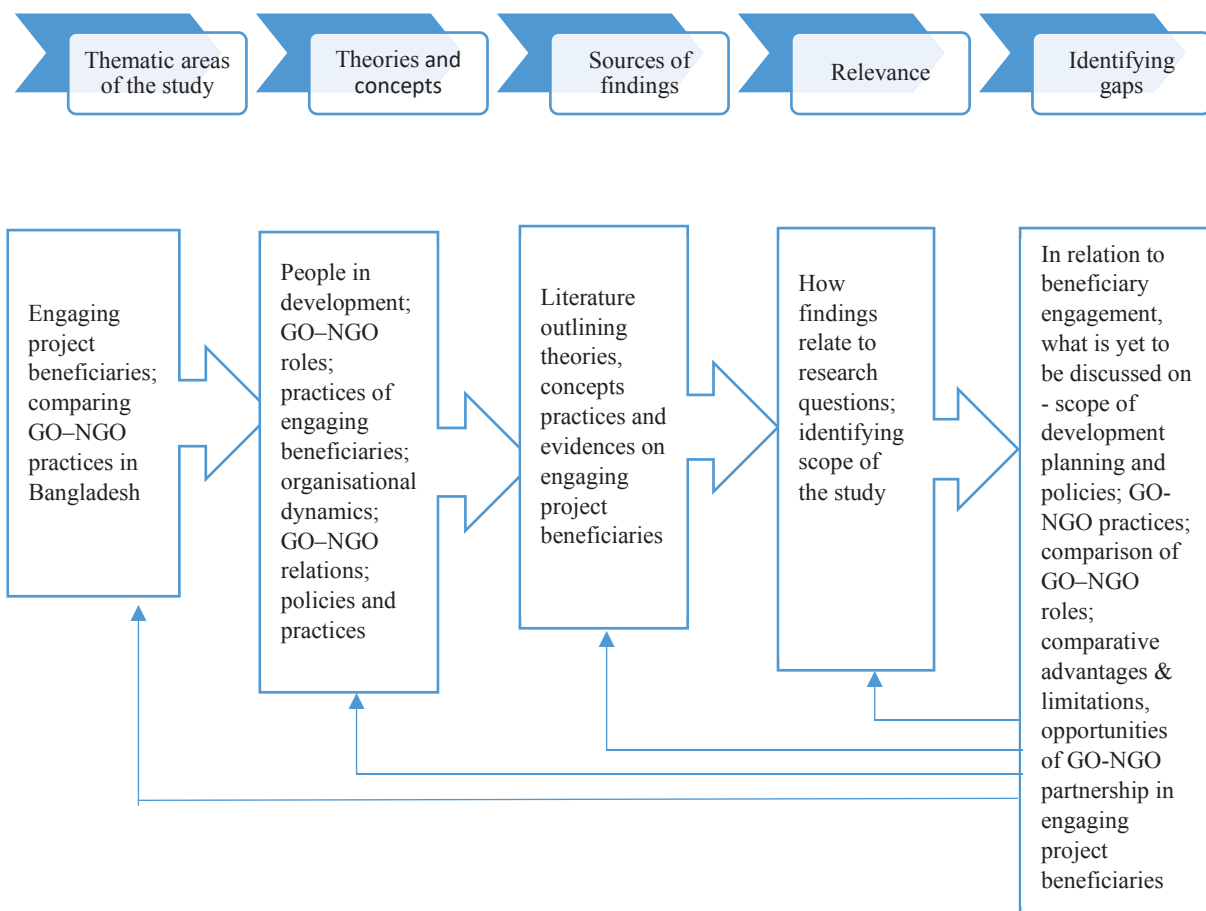 Thematic areas
of the study
Theories and
concepts
Sources of
findings
Relevance
Identifying
gaps
Engaging
project
beneficiaries;
comparing
GO–NGO
practices in
Bangladesh
People in
development;
GO–NGO
roles;
practices of
engaging
beneficiaries;
organisational
dynamics;
GO–NGO
relations;
policies and
practices
Literature
outlining
theories,
concepts
practices and
evidences on
engaging
project
beneficiaries
How
findings
relate to
research
questions;
identifying
scope of
the study
In relation to
beneficiary
engagement,
what is yet to
be discussed on
- scope of
development
planning and
policies; GO-
NGO practices;
comparison of
GO–NGO
roles;
comparative
advantages &
limitations,
opportunities
of GO-NGO
partnership in
engaging
project
beneficiaries